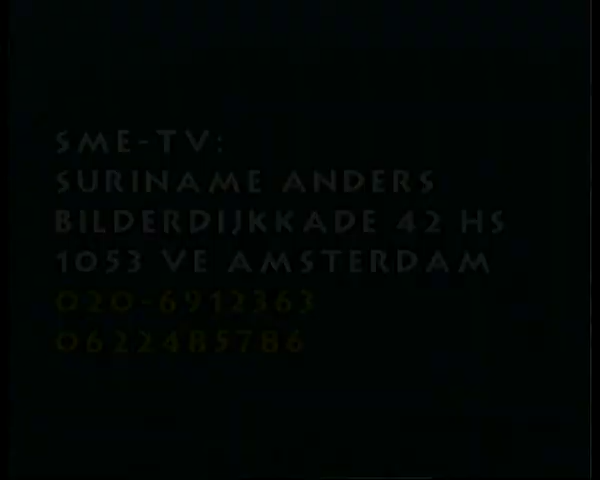 SME-TV:
SURINAME ANDERS
BILDERDIJKKADE 42 HS
1053 VE AMSTERDAM
020-6912363
0622485786